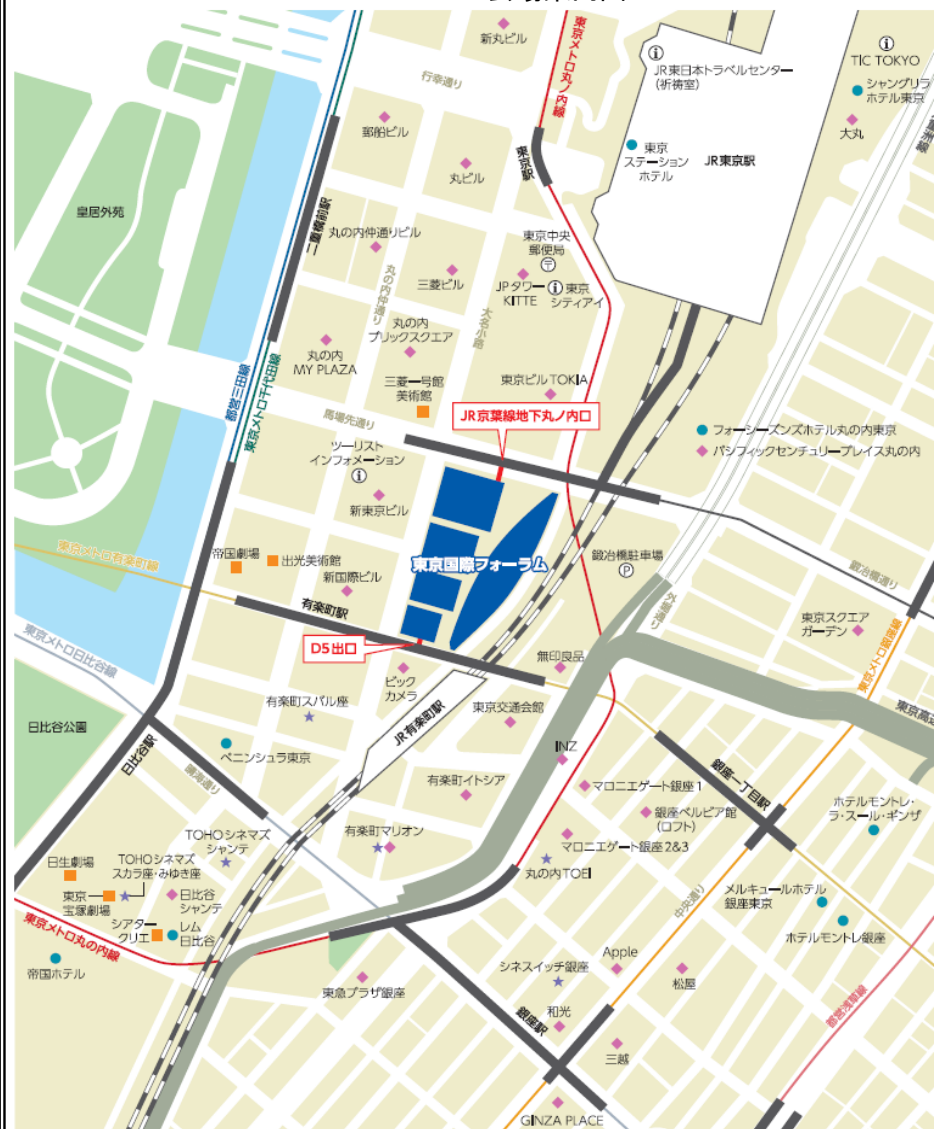 新丸ビル
東京メトロ丸ノ内線
JR東日本トラベルセンター
(祈祷室)
TIC TOKYO
シャングリラ
ホテル東京
大丸
行幸通り
郵船ビル
丸ビル
東京駅
東京
ステーション
ホテル
JR東京駅
皇居外苑
二重橋前駅
丸の内仲通りビル
丸の内仲通り
三菱ビル
東京中央
郵便局
〒
JPタワー
KITTE
東京
シティアイ
大名小路
丸の内
ブリックスクエア
丸の内
MY PLAZA
三菱一号館
美術館
東京ビル TOKIA
都営三田線
東京メトロ千代田線
馬場先通り
JR京葉線地下丸ノ内口
フォーシーズンズホテル丸の内東京
パシフィックセンチュリープレイス丸の内
ツーリスト
インフォメーション
新東京ビル
東京国際フォーラム
東京メトロ有楽町線
帝国劇場
出光美術館
新国際ビル
鍛冶橋駐車場
P
鍛冶橋通り
外堀通り
有楽町駅
D5出口
東京スクエア
ガーデン
東京メトロ銀座線
東京高速
東京メトロ日比谷線
ビック
カメラ
無印良品
有楽町スバル座
JR有楽町駅
東京交通会館
日比谷公園
日比谷駅
ペニンシュラ東京
晴海通り
INZ
有楽町イトシア
マロニエゲート銀座1
銀座一丁目駅
銀座ベルビア館
(ロフト)
ホテルモントレ・
ラ・スール・ギンザ
TOHOシネマズ
シャンテ
有楽町マリオン
マロニエゲート銀座2&3
丸の内TOEI
日生劇場
TOHOシネマズ
スカラ座・みゆき座
東京
宝塚劇場
日比谷
シャンテ
シアター
クリエ
レム
日比谷
中央通り
メルキュールホテル
銀座東京
ホテルモントレ銀座
東京メトロ丸の内線
帝国ホテル
東急プラザ銀座
シネスイッチ銀座
Apple
松屋
和光
銀座駅
三越
都営浅草線
GINZA PLACE